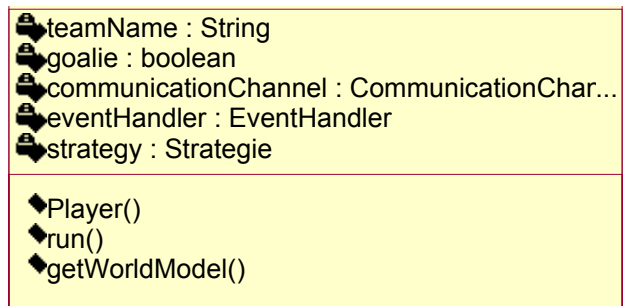 teamName : String
goalie : boolean
communicationChannel : CommunicationChar...
eventHandler : EventHandler
strategy : Strategie
Player()
run()
getWorldModel()